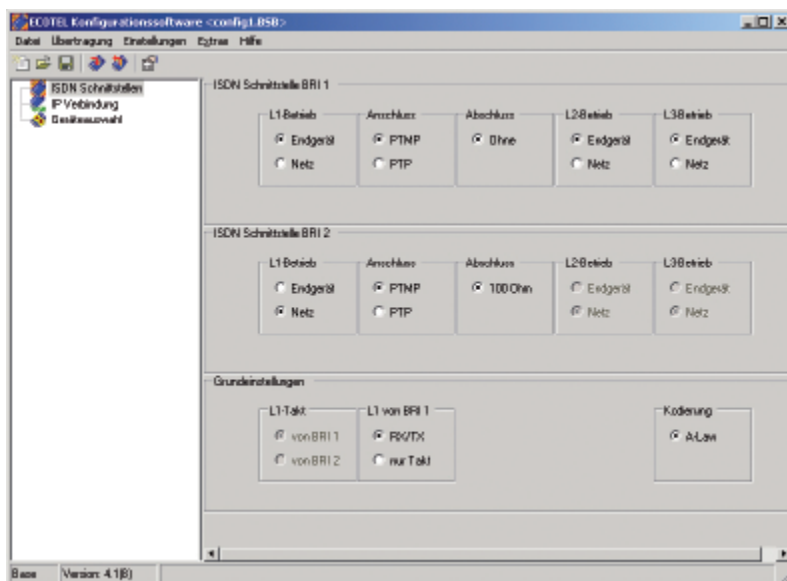 ECOTEL Konfigurationssoftware <config1.BSB>
Datei Übertragung Einstellungen Extras Hilfe
ISDN Schnittstellen
IP Verbindung
Geräteauswahl
ISDN Schnittstelle BRI 1
L1-Betrieb Anschluss Abschluss L2-Betrieb L3-Betrieb
Endgerät PTMP Ohne Endgerät Endgerät
Netz PTP Netz Netz
ISDN Schnittstelle BRI 2
L1-Betrieb Anschluss Abschluss L2-Betrieb L3-Betrieb
Endgerät PTMP 100 Ohm Endgerät Endgerät
Netz PTP Netz Netz
Grundeinstellungen
L1-Takt L1 von BRI 1 Kodierung
von BRI 1 RX/TX A-Law
von BRI 2 nur Takt
Base Version: 4.1(B)